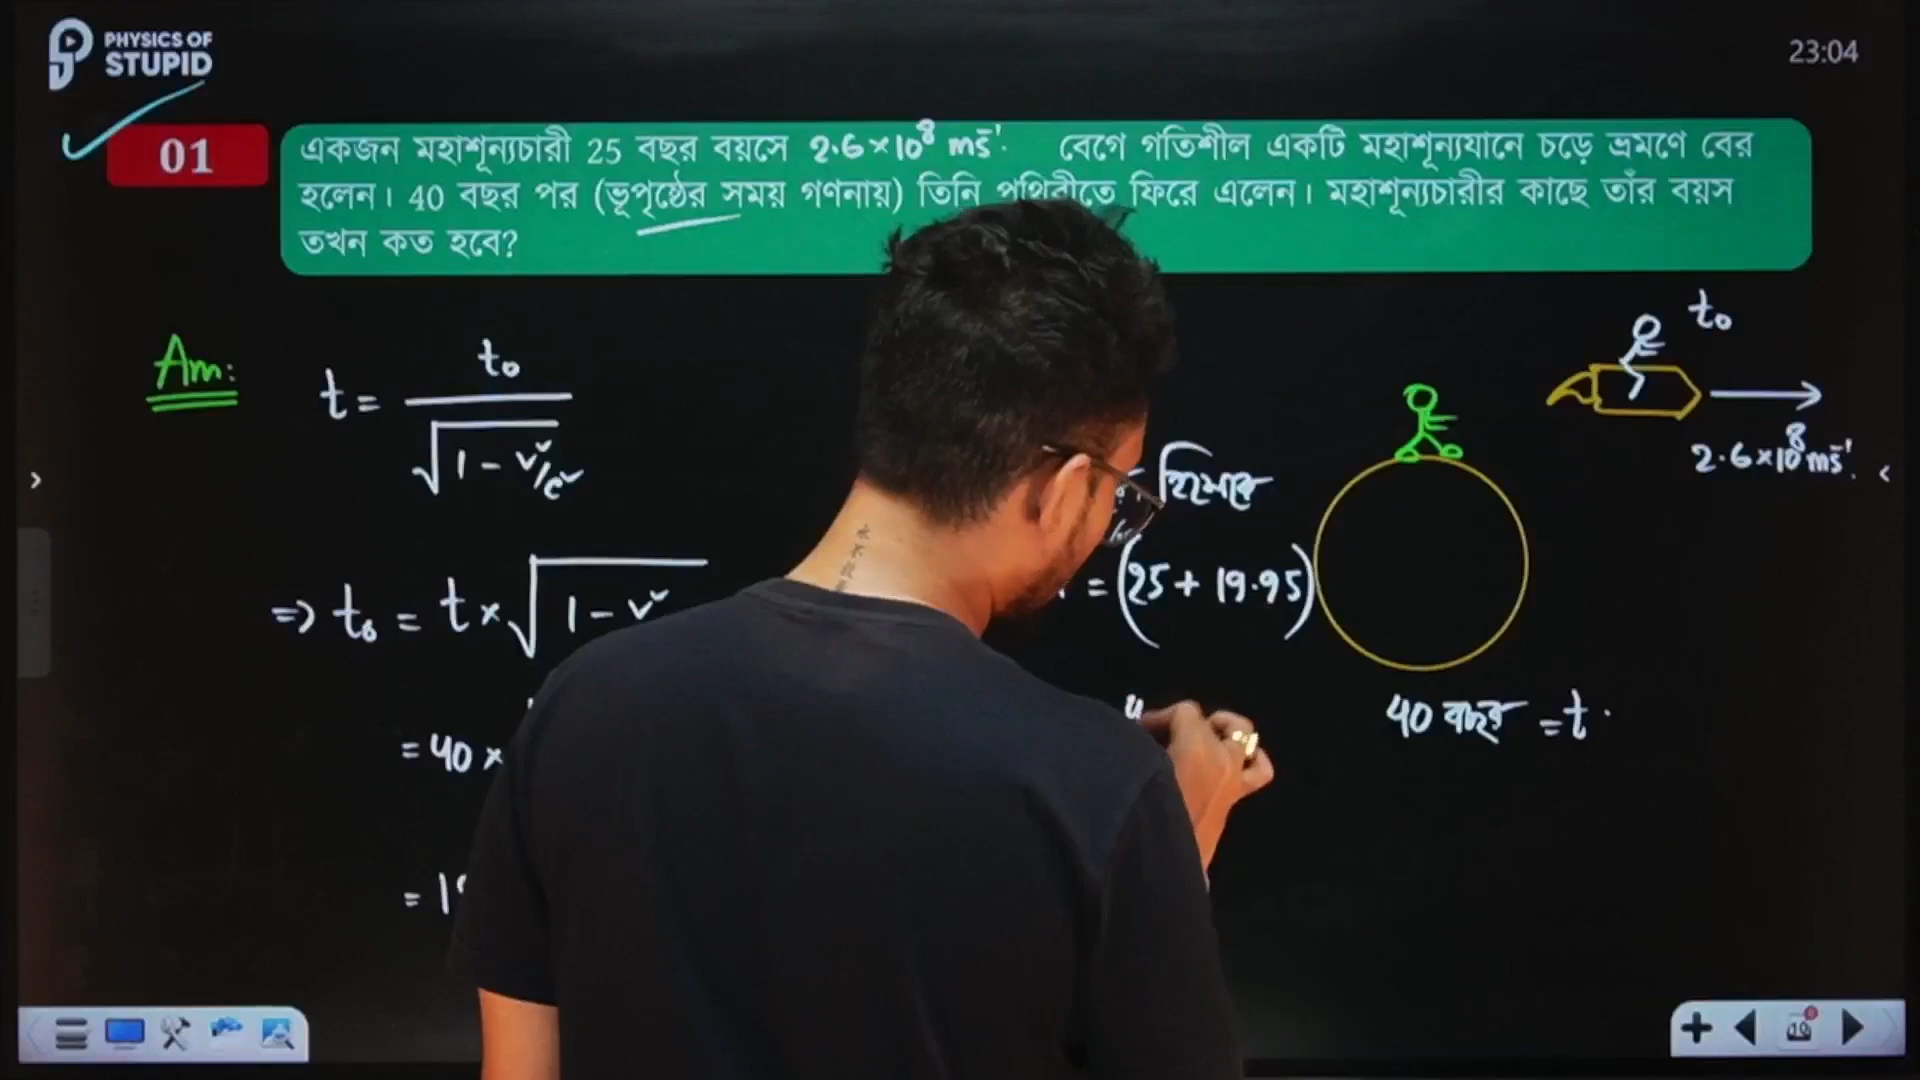 PHYSICS OF
STUPID
23:04
01
একজন মহাশূন্যচারী 25 বছর বয়সে 2.6×10⁸ ms⁻¹. বেগে গতিশীল একটি মহাশূন্যযানে চড়ে ভ্রমণে বের
হলেন। 40 বছর পর (ভূপৃষ্ঠের সময় গণনায়) তিনি পৃথিবীতে ফিরে এলেন। মহাশূন্যচারীর কাছে তাঁর বয়স
তখন কত হবে?
Am:
t = t₀ / √1 - v²/c²
t₀
2.6×10⁸ ms⁻¹.
হিসেবে
⇒ t₀ = t × √1 - v²
= (25 + 19.95)
40 বছর = t.
= 40 ×